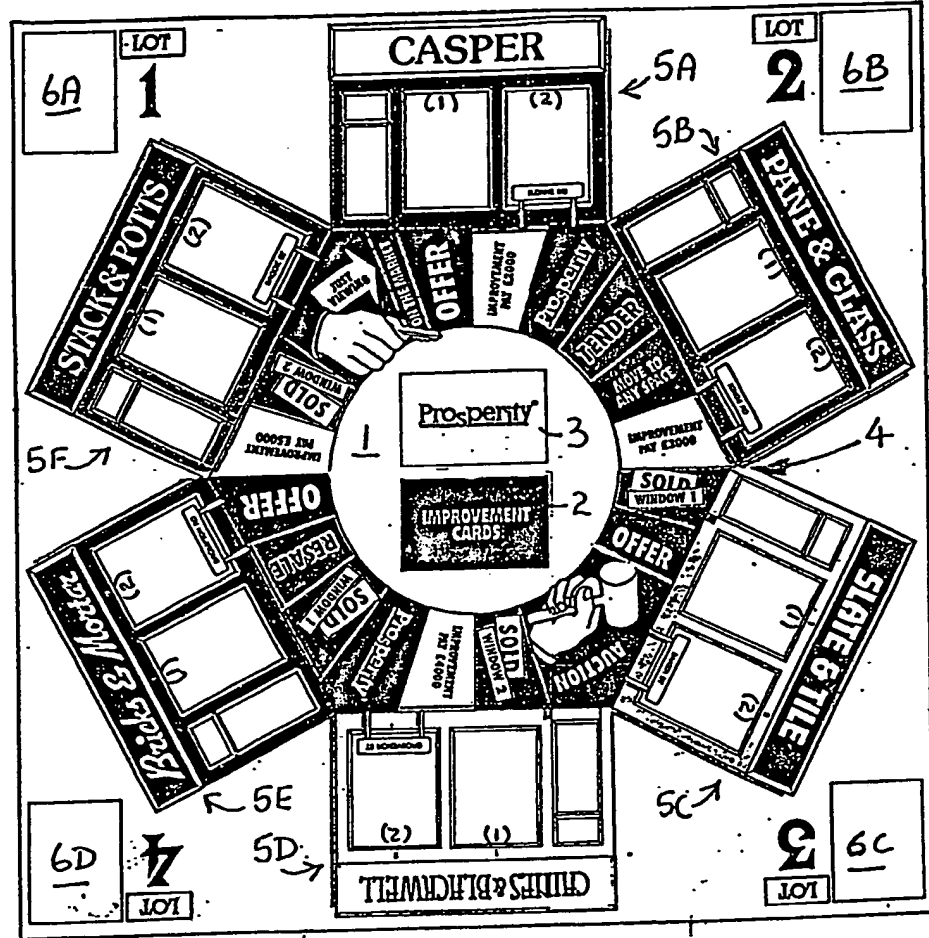 LOT
1
6A
CASPER
(1)
(2)
5A
LOT
2
6B
5B
PANE & GLASS
(1)
(2)
STACK & POTTS
(2)
(1)
5F
ON THE MARKET
OFFER
IMPROVEMENT
PAY £2000
Prosperity
TENDER
MOVE TO
ANY SPACE
IMPROVEMENT
PAY £3000
4
SOLD
WINDOW 1
OFFER
AUCTION
SOLD
WINDOW 2
IMPROVEMENT
PAY £4000
Prosperity
SOLD!
WINDOW 1
RESALE
OFFER
IMPROVEMENT
PAY £5000
SOLD!
WINDOW 2
1
Prosperity
3
IMPROVEMENT
CARDS
2
SLATE & TILE
(1)
(2)
5C
Bricks & Mortar
(2)
5E
5D
(2)
(1)
6D
4
LOT
3
LOT
6C